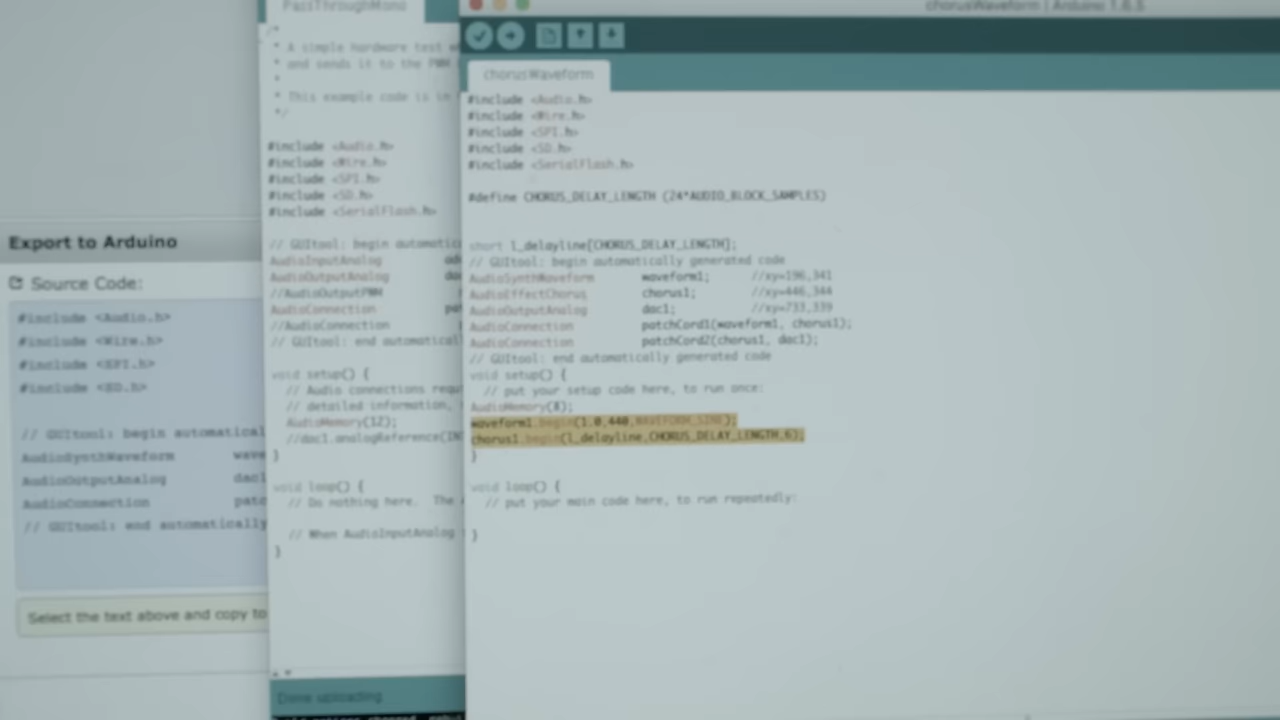 Export to Arduino
Source Code:
#include <Audio.h>
#include <Wire.h>
#include <SPI.h>
#include <SD.h>
// GUItool: begin automatical
AudioSynthWaveform wave
AudioOutputAnalog dac1
AudioConnection patc
// GUItool: end automatically
Select the text above and copy to
PassThroughMono
/*
* A simple hardware test wh
* and sends it to the PWM
*
* This example code is in
*/
#include <Audio.h>
#include <Wire.h>
#include <SPI.h>
#include <SD.h>
#include <SerialFlash.h>
// GUItool: begin automatic
AudioInputAnalog adc
AudioOutputAnalog dac
//AudioOutputPWM
AudioConnection pat
//AudioConnection
// GUItool: end automatical
void setup() {
// Audio connections requ
// detailed information,
AudioMemory(12);
//dac1.analogReference(IN
}
void loop() {
// Do nothing here. The
// When AudioInputAnalog
}
Done uploading
chorusWaveform | Arduino 1.6.5
chorusWaveform
#include <Audio.h>
#include <Wire.h>
#include <SPI.h>
#include <SD.h>
#include <SerialFlash.h>
#define CHORUS_DELAY_LENGTH (24*AUDIO_BLOCK_SAMPLES)
short l_delayline[CHORUS_DELAY_LENGTH];
// GUItool: begin automatically generated code
AudioSynthWaveform waveform1; //xy=196,341
AudioEffectChorus chorus1; //xy=446,344
AudioOutputAnalog dac1; //xy=733,339
AudioConnection patchCord1(waveform1, chorus1);
AudioConnection patchCord2(chorus1, dac1);
// GUItool: end automatically generated code
void setup() {
// put your setup code here, to run once:
AudioMemory(8);
waveform1.begin(1.0,440,WAVEFORM_SINE);
chorus1.begin(l_delayline,CHORUS_DELAY_LENGTH,6);
}
void loop() {
// put your main code here, to run repeatedly:
}